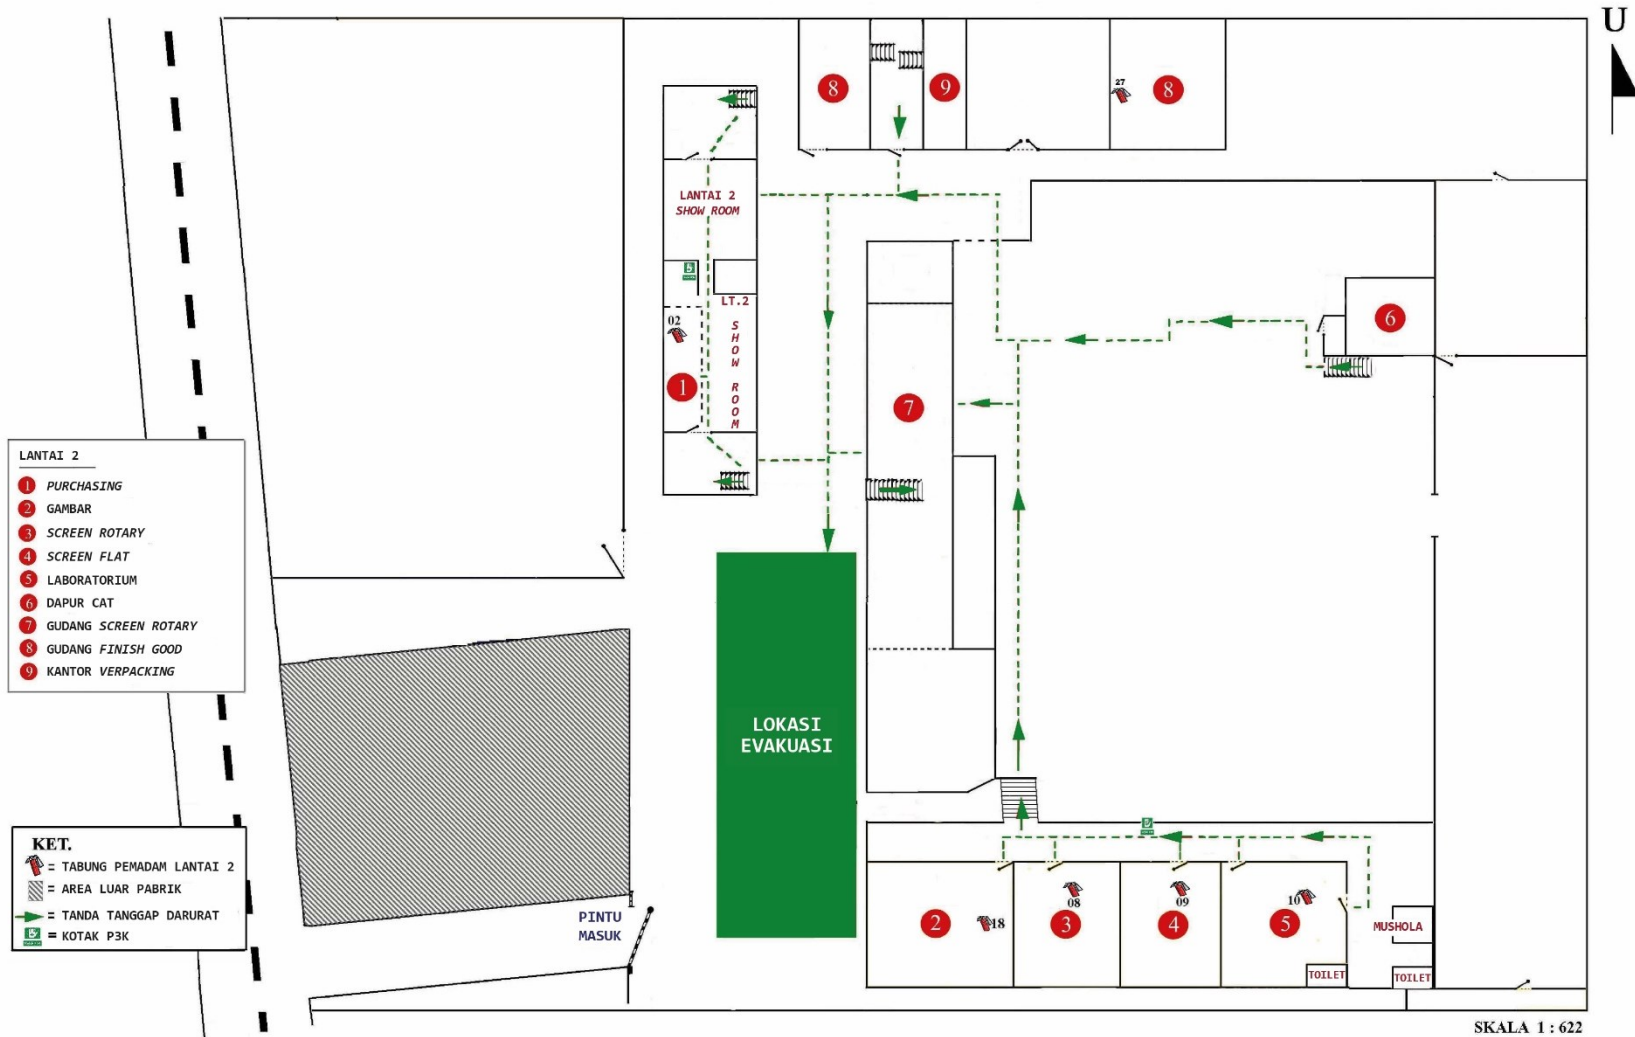 U
8
9
27
8
LANTAI 2
SHOW ROOM
LT.2
SHOW ROOM
02
1
6
7
LANTAI 2
1 PURCHASING
2 GAMBAR
3 SCREEN ROTARY
4 SCREEN FLAT
5 LABORATORIUM
6 DAPUR CAT
7 GUDANG SCREEN ROTARY
8 GUDANG FINISH GOOD
9 KANTOR VERPACKING
LOKASI
EVAKUASI
KET.
= TABUNG PEMADAM LANTAI 2
= AREA LUAR PABRIK
= TANDA TANGGAP DARURAT
= KOTAK P3K
PINTU
MASUK
2
18
08
3
09
4
10
5
MUSHOLA
TOILET
TOILET
SKALA 1 : 622